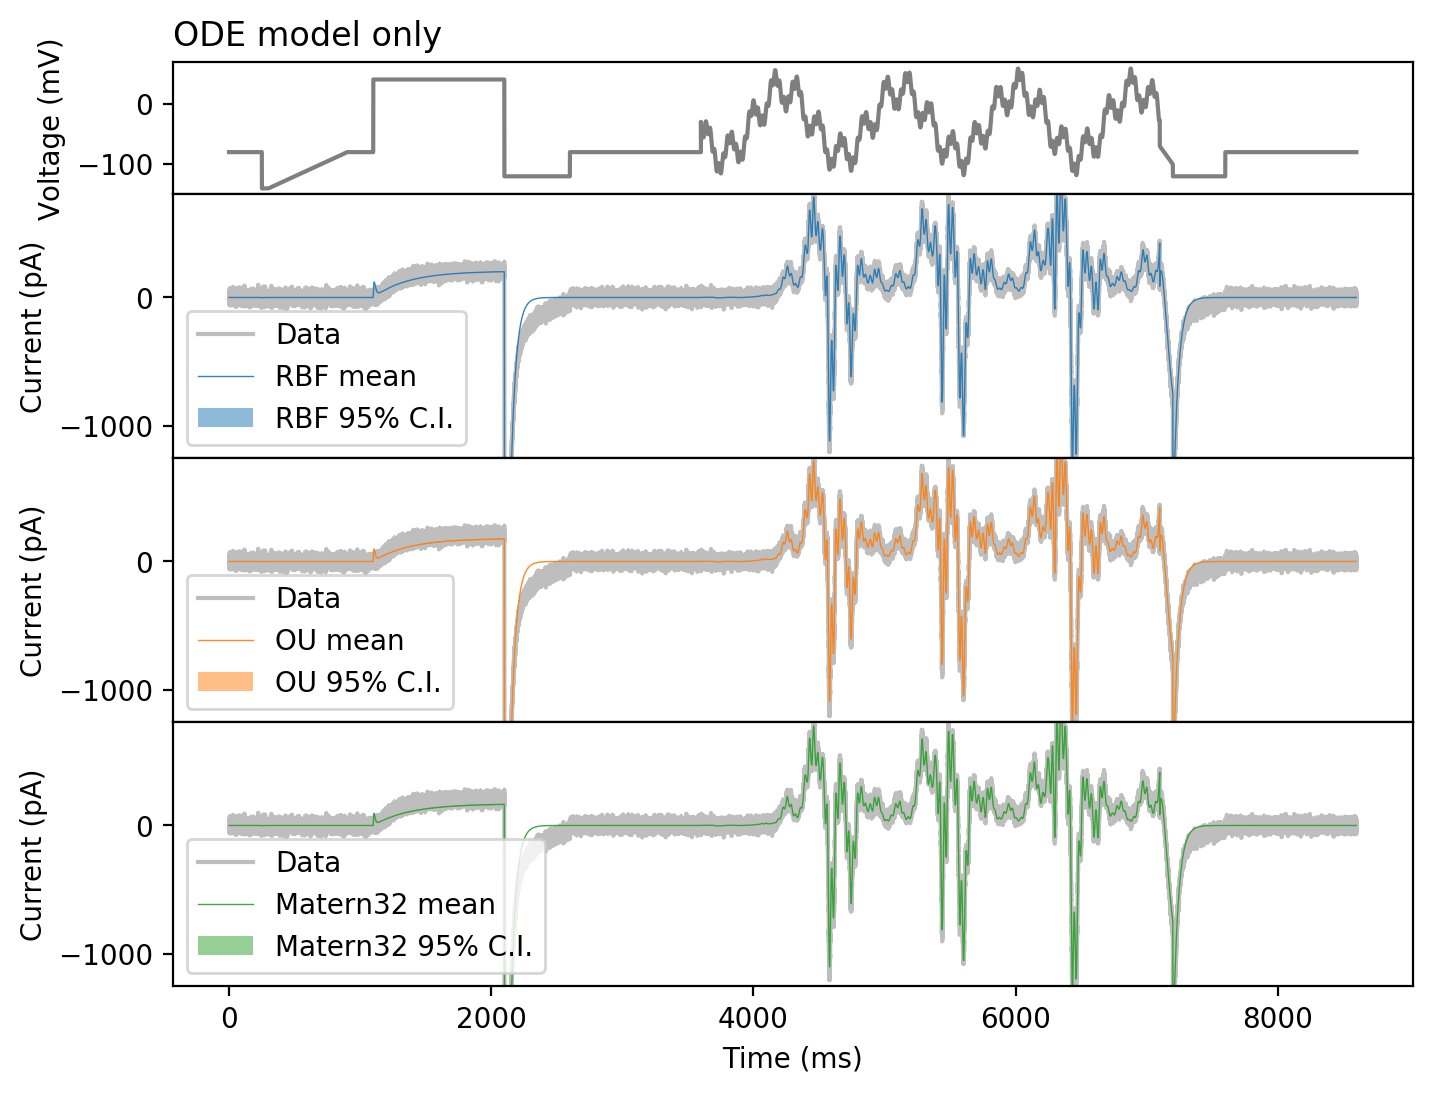 ODE model only
Voltage (mV)
0
−100
Current (pA)
0
−1000
Data
RBF mean
RBF 95% C.I.
Current (pA)
0
−1000
Data
OU mean
OU 95% C.I.
Current (pA)
0
−1000
Data
Matern32 mean
Matern32 95% C.I.
0 2000 4000 6000 8000
Time (ms)